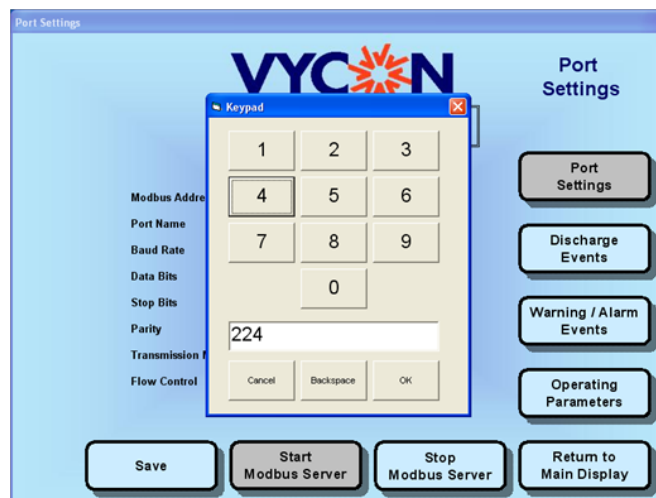 Port Settings
VYCON
Port
Settings
Keypad
1 2 3
4 5 6
7 8 9
0
224
Cancel Backspace OK
Modbus Addre
Port Name
Baud Rate
Data Bits
Stop Bits
Parity
Transmission
Flow Control
Port
Settings
Discharge
Events
Warning / Alarm
Events
Operating
Parameters
Save
Start
Modbus Server
Stop
Modbus Server
Return to
Main Display